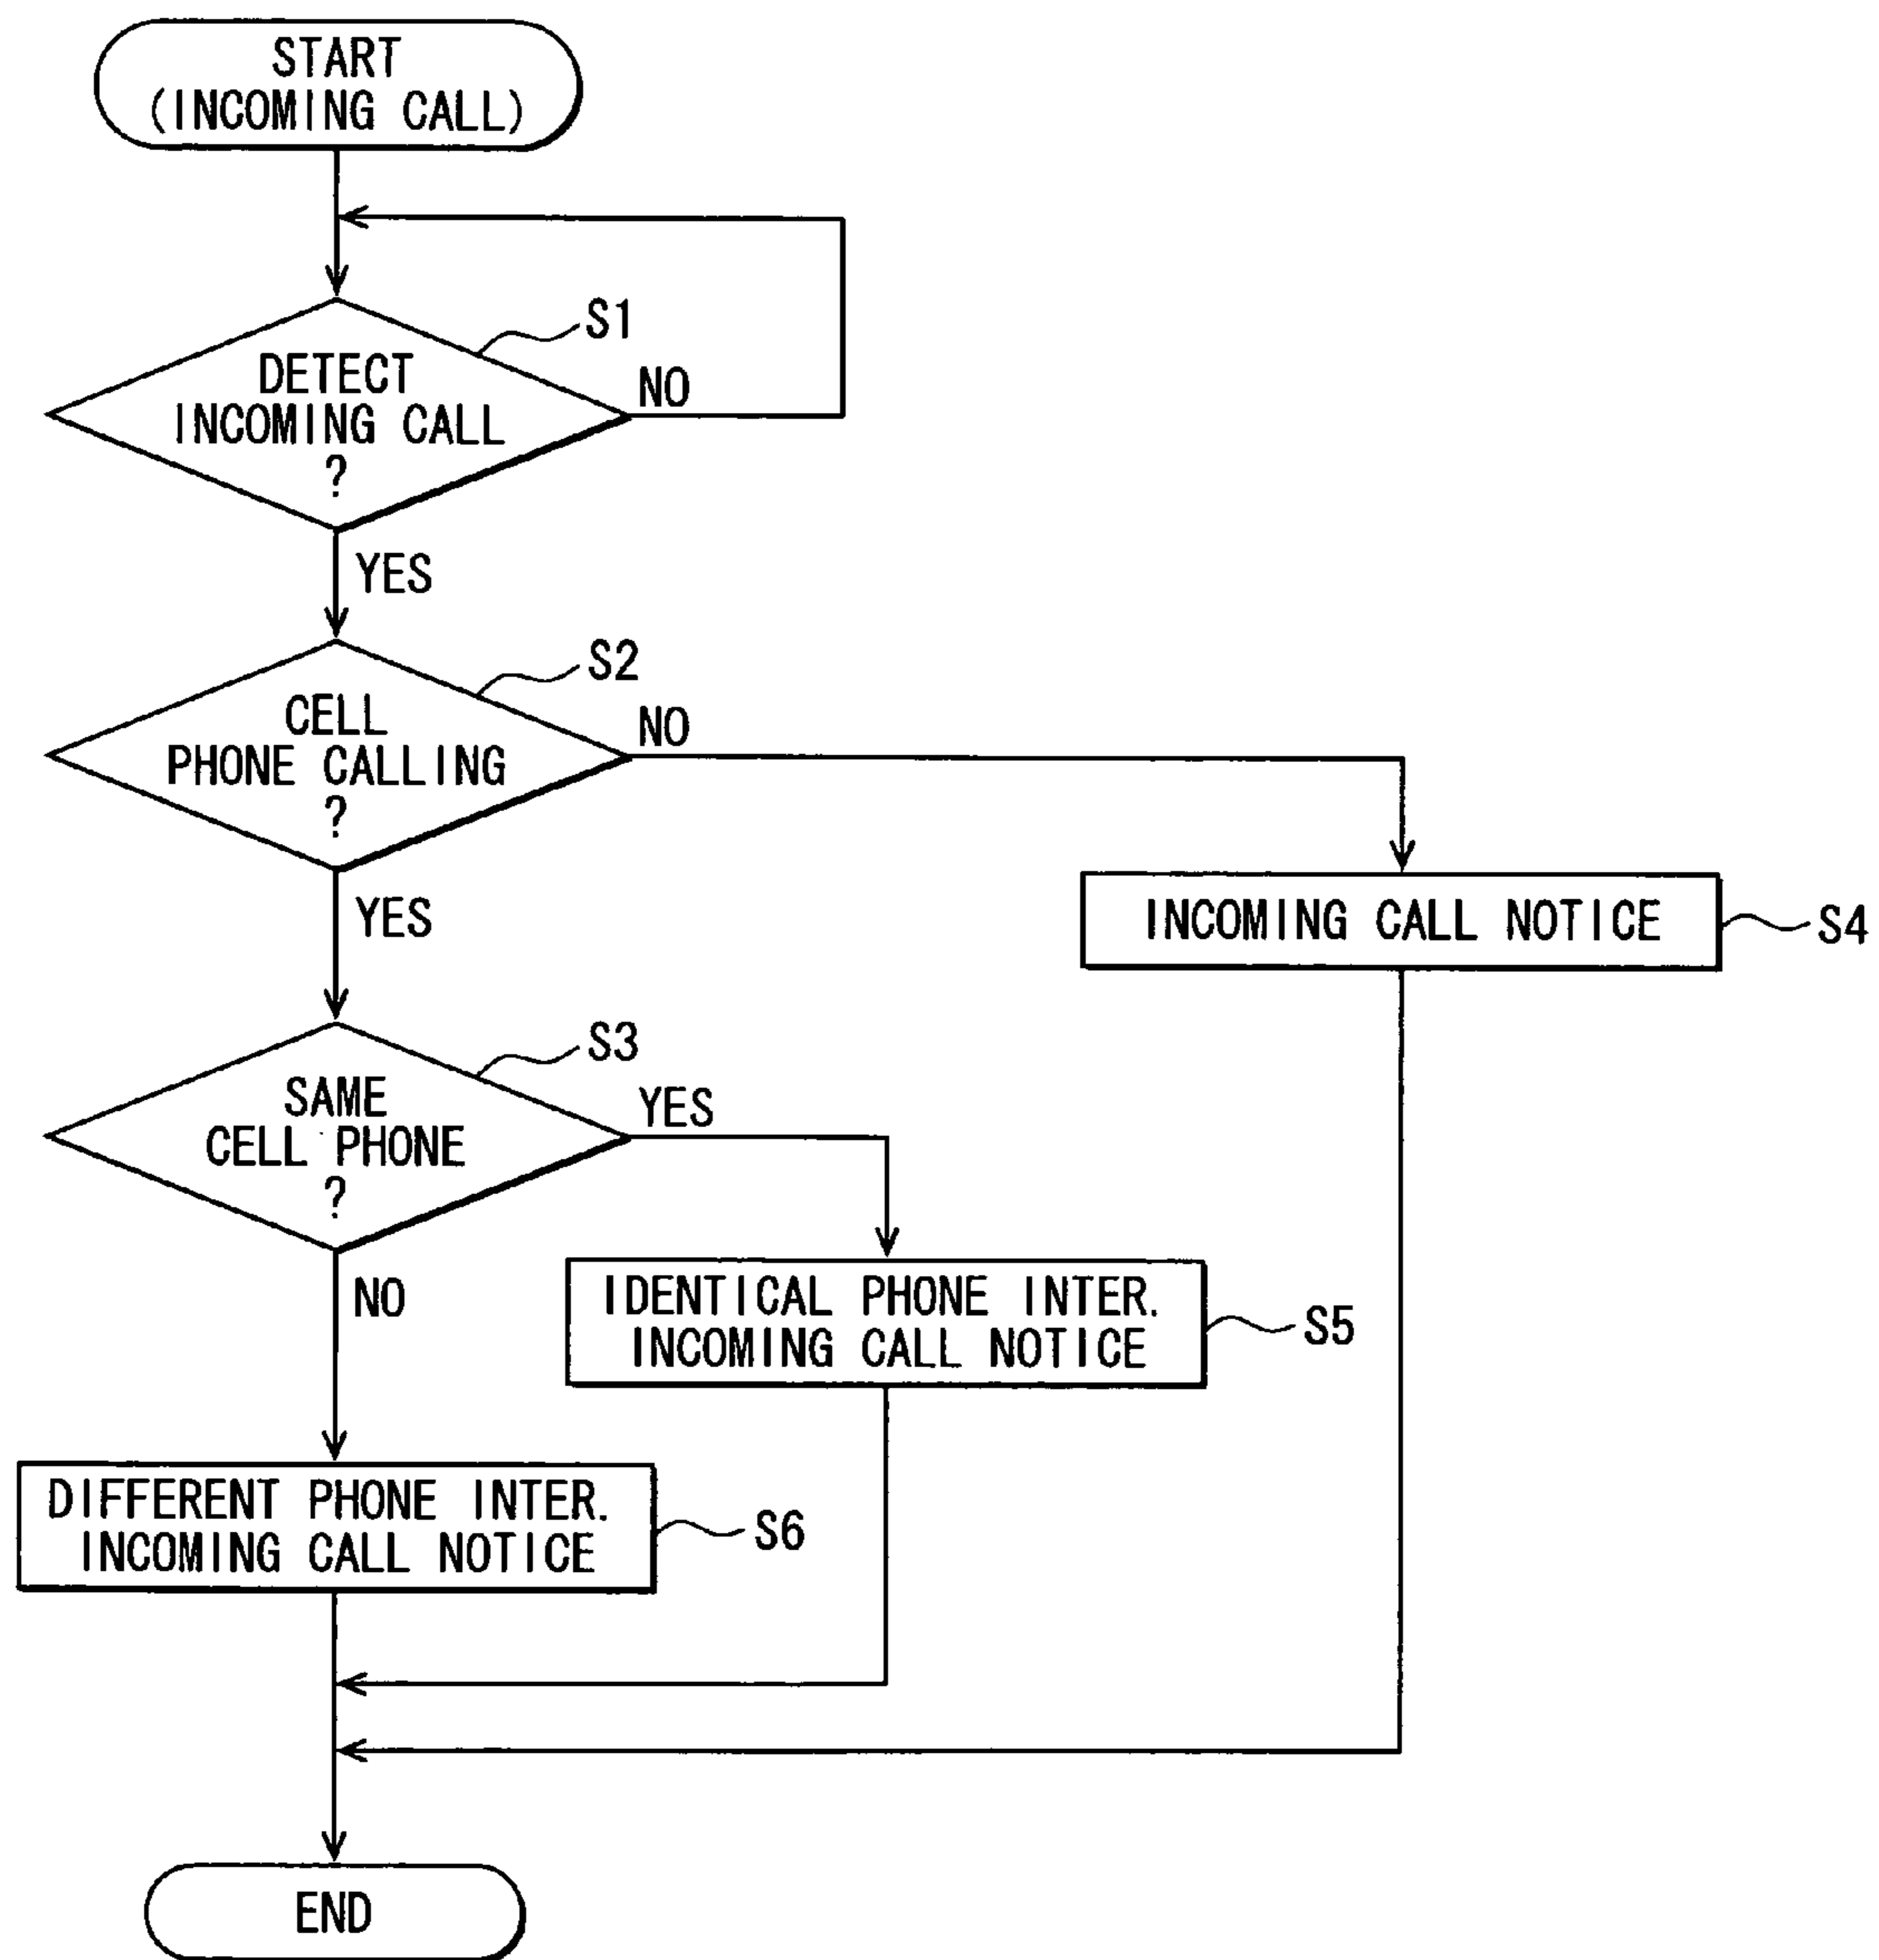 START
(INCOMING CALL)
S1
DETECT
INCOMING CALL
?
NO
YES
S2
CELL
PHONE CALLING
?
NO
YES
INCOMING CALL NOTICE
S4
S3
SAME
CELL PHONE
?
YES
NO
IDENTICAL PHONE INTER.
INCOMING CALL NOTICE
S5
DIFFERENT PHONE INTER.
INCOMING CALL NOTICE
S6
END